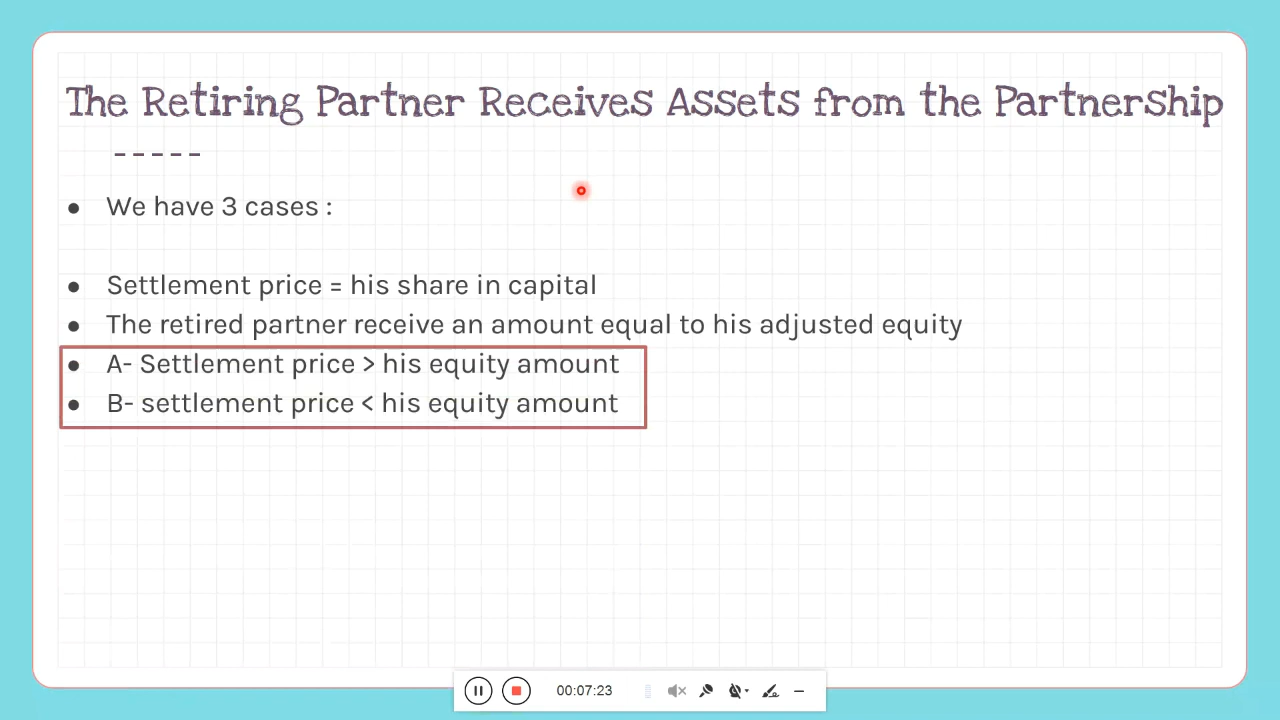 The Retiring Partner Receives Assets from the Partnership
-----
● We have 3 cases :
● Settlement price = his share in capital
● The retired partner receive an amount equal to his adjusted equity
● A- Settlement price > his equity amount
● B- settlement price < his equity amount
00:07:23